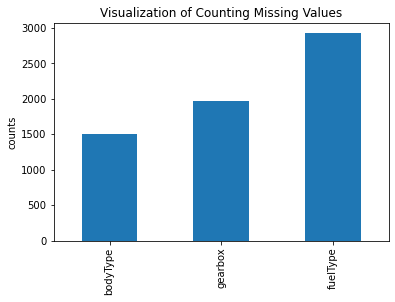 Visualization of Counting Missing Values
counts
3000
2500
2000
1500
1000
500
0
bodyType
gearbox
fuelType